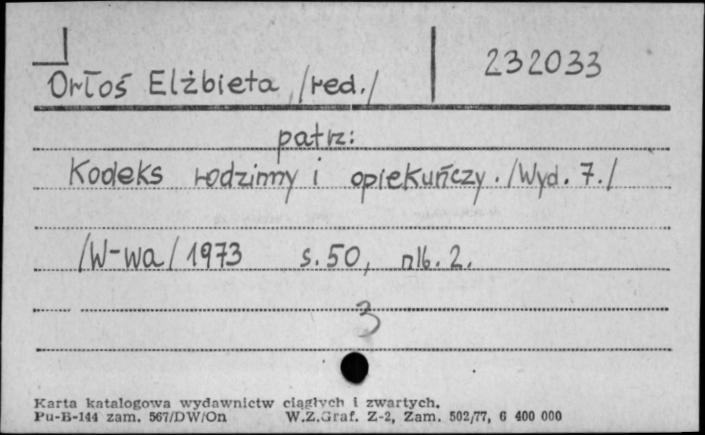 232033
Orłoś Elżbieta /red./
patrz:
Kodeks rodzinny i opiekuńczy. /Wyd. 7./
/W-wa/ 1973 s. 50, nlb. 2.
3
Karta katalogowa wydawnictw ciągłych i zwartych.
Pu-B-144 zam. 567/DW/On W.Z.Graf. Z-2, Zam. 502/77, 6 400 000